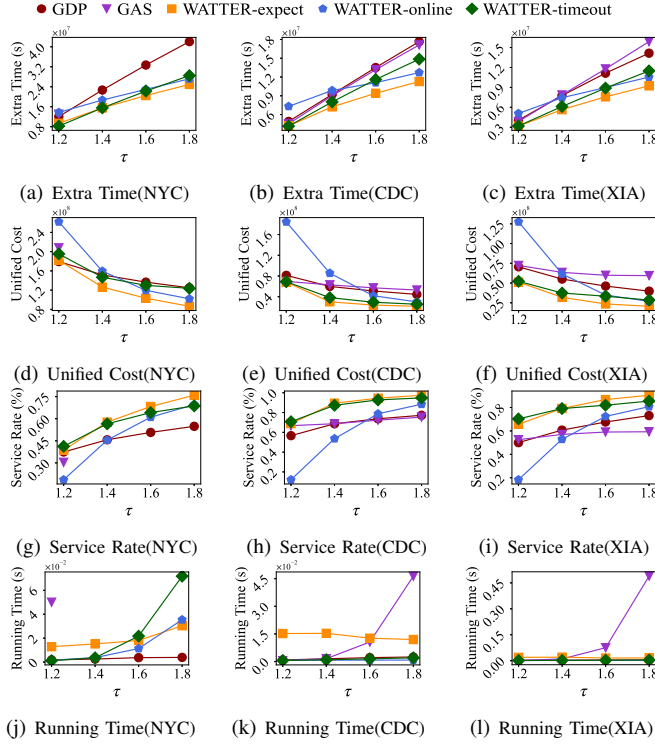 GDP GAS WATTER-expect WATTER-online WATTER-timeout
×10⁷ ×10⁷ ×10⁷
Extra Time (s) 4.0 3.2 2.4 1.6 0.8 1.2 1.4 1.6 1.8 τ
Extra Time (s) 1.8 1.5 1.2 0.9 0.6 1.2 1.4 1.6 1.8 τ
Extra Time (s) 1.5 1.2 0.9 0.6 0.3 1.2 1.4 1.6 1.8 τ
(a) Extra Time(NYC) (b) Extra Time(CDC) (c) Extra Time(XIA)
×10⁸ ×10⁸ ×10⁸
Unified Cost 2.4 2.0 1.6 1.2 0.8 1.2 1.4 1.6 1.8 τ
Unified Cost 1.6 1.2 0.8 0.4 1.2 1.4 1.6 1.8 τ
Unified Cost 1.25 1.00 0.75 0.50 0.25 1.2 1.4 1.6 1.8 τ
(d) Unified Cost(NYC) (e) Unified Cost(CDC) (f) Unified Cost(XIA)
Service Rate (%) 0.75 0.60 0.45 0.30 1.2 1.4 1.6 1.8 τ
Service Rate (%) 1.0 0.8 0.6 0.4 0.2 1.2 1.4 1.6 1.8 τ
Service Rate (%) 0.8 0.6 0.4 0.2 1.2 1.4 1.6 1.8 τ
(g) Service Rate(NYC) (h) Service Rate(CDC) (i) Service Rate(XIA)
×10⁻² ×10⁻²
Running Time (s) 6 4 2 0 1.2 1.4 1.6 1.8 τ
Running Time (s) 4.5 3.0 1.5 0.0 1.2 1.4 1.6 1.8 τ
Running Time (s) 0.45 0.30 0.15 0.00 1.2 1.4 1.6 1.8 τ
(j) Running Time(NYC) (k) Running Time(CDC) (l) Running Time(XIA)